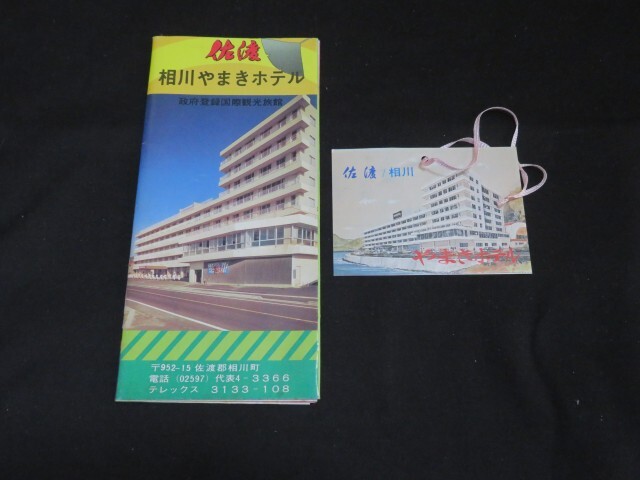 佐渡
相川やまきホテル
政府登録国際観光旅館
〒952-15 佐渡郡相川町
電話 (02597) 代表4-3366
テレックス 3133-108
佐渡/相川
やまきホテル